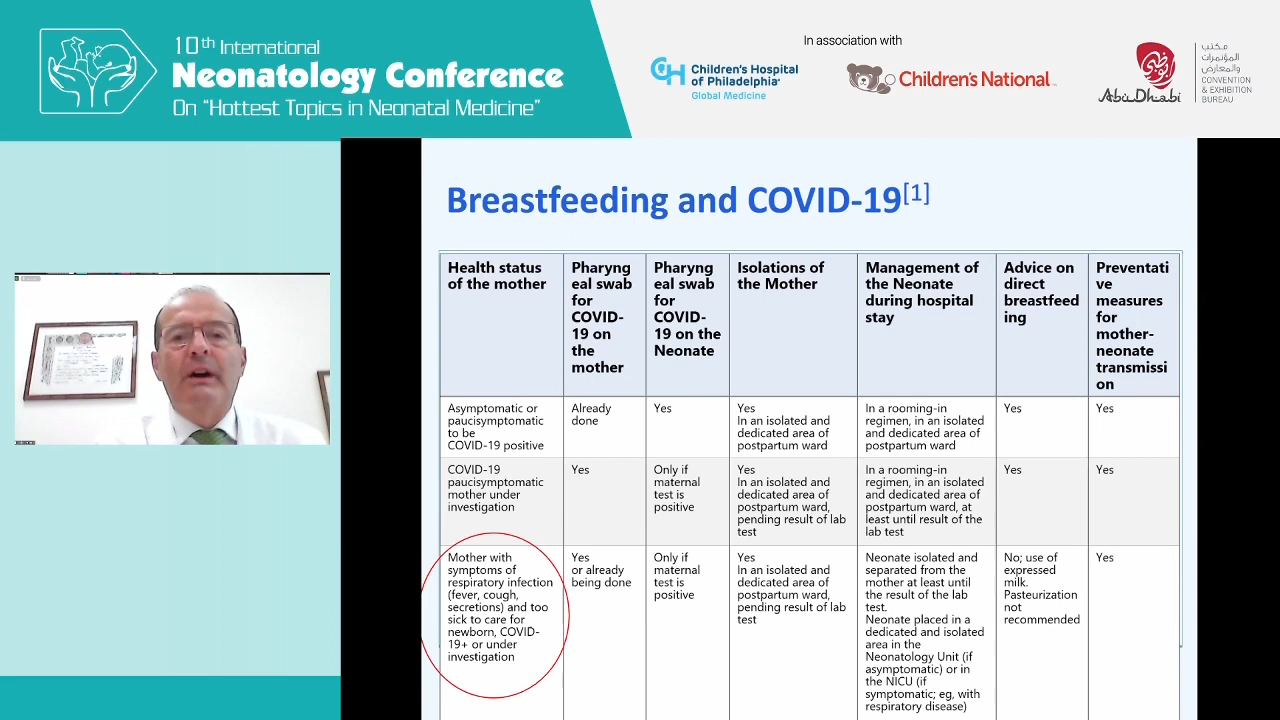 10th International
Neonatology Conference
On “Hottest Topics in Neonatal Medicine”
In association with
Children's Hospital
of Philadelphia
Global Medicine
Children's National
Abu Dhabi
مكتب
المؤتمرات
والمعارض
CONVENTION
& EXHIBITION
BUREAU
Breastfeeding and COVID-19[1]
Health status
of the mother
Pharyng
eal swab
for
COVID-
19 on
the
mother
Pharyng
eal swab
for
COVID-
19 on the
Neonate
Isolations of
the Mother
Management of
the Neonate
during hospital
stay
Advice on
direct
breastfeed
ing
Preventati
ve
measures
for
mother-
neonate
transmissi
on
Asymptomatic or
paucisymptomatic
to be
COVID-19 positive
Already
done
Yes
Yes
In an isolated and
dedicated area of
postpartum ward
In a rooming-in
regimen, in an isolated
and dedicated area of
postpartum ward
Yes
Yes
COVID-19
paucisymptomatic
mother under
investigation
Yes
Only if
maternal
test is
positive
Yes
In an isolated and
dedicated area of
postpartum ward,
pending result of lab
test
In a rooming-in
regimen, in an isolated
and dedicated area of
postpartum ward, at
least until result of the
lab test
Yes
Yes
Mother with
symptoms of
respiratory infection
(fever, cough,
secretions) and too
sick to care for
newborn, COVID-
19+ or under
investigation
Yes
or already
being done
Only if
maternal
test is
positive
Yes
In an isolated and
dedicated area of
postpartum ward,
pending result of lab
test
Neonate isolated and
separated from the
mother at least until
the result of the lab
test.
Neonate placed in a
dedicated and isolated
area in the
Neonatology Unit (if
asymptomatic) or in
the NICU (if
symptomatic; eg, with
respiratory disease)
No; use of
expressed
milk.
Pasteurization
not
recommended
Yes